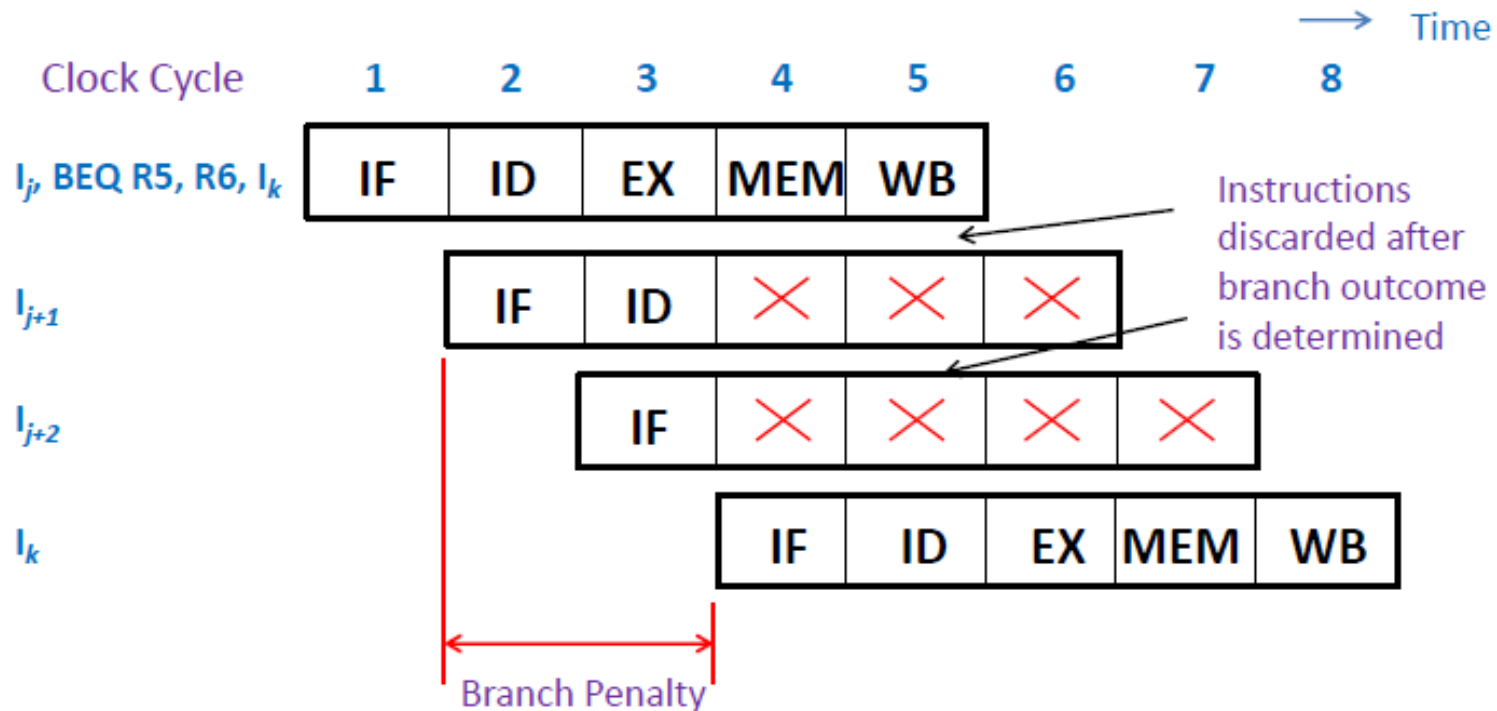 Time
Clock Cycle 1 2 3 4 5 6 7 8
Ij, BEQ R5, R6, Ik IF ID EX MEM WB
Instructions
discarded after
branch outcome
is determined
Ij+1 IF ID
Ij+2 IF
Ik IF ID EX MEM WB
Branch Penalty